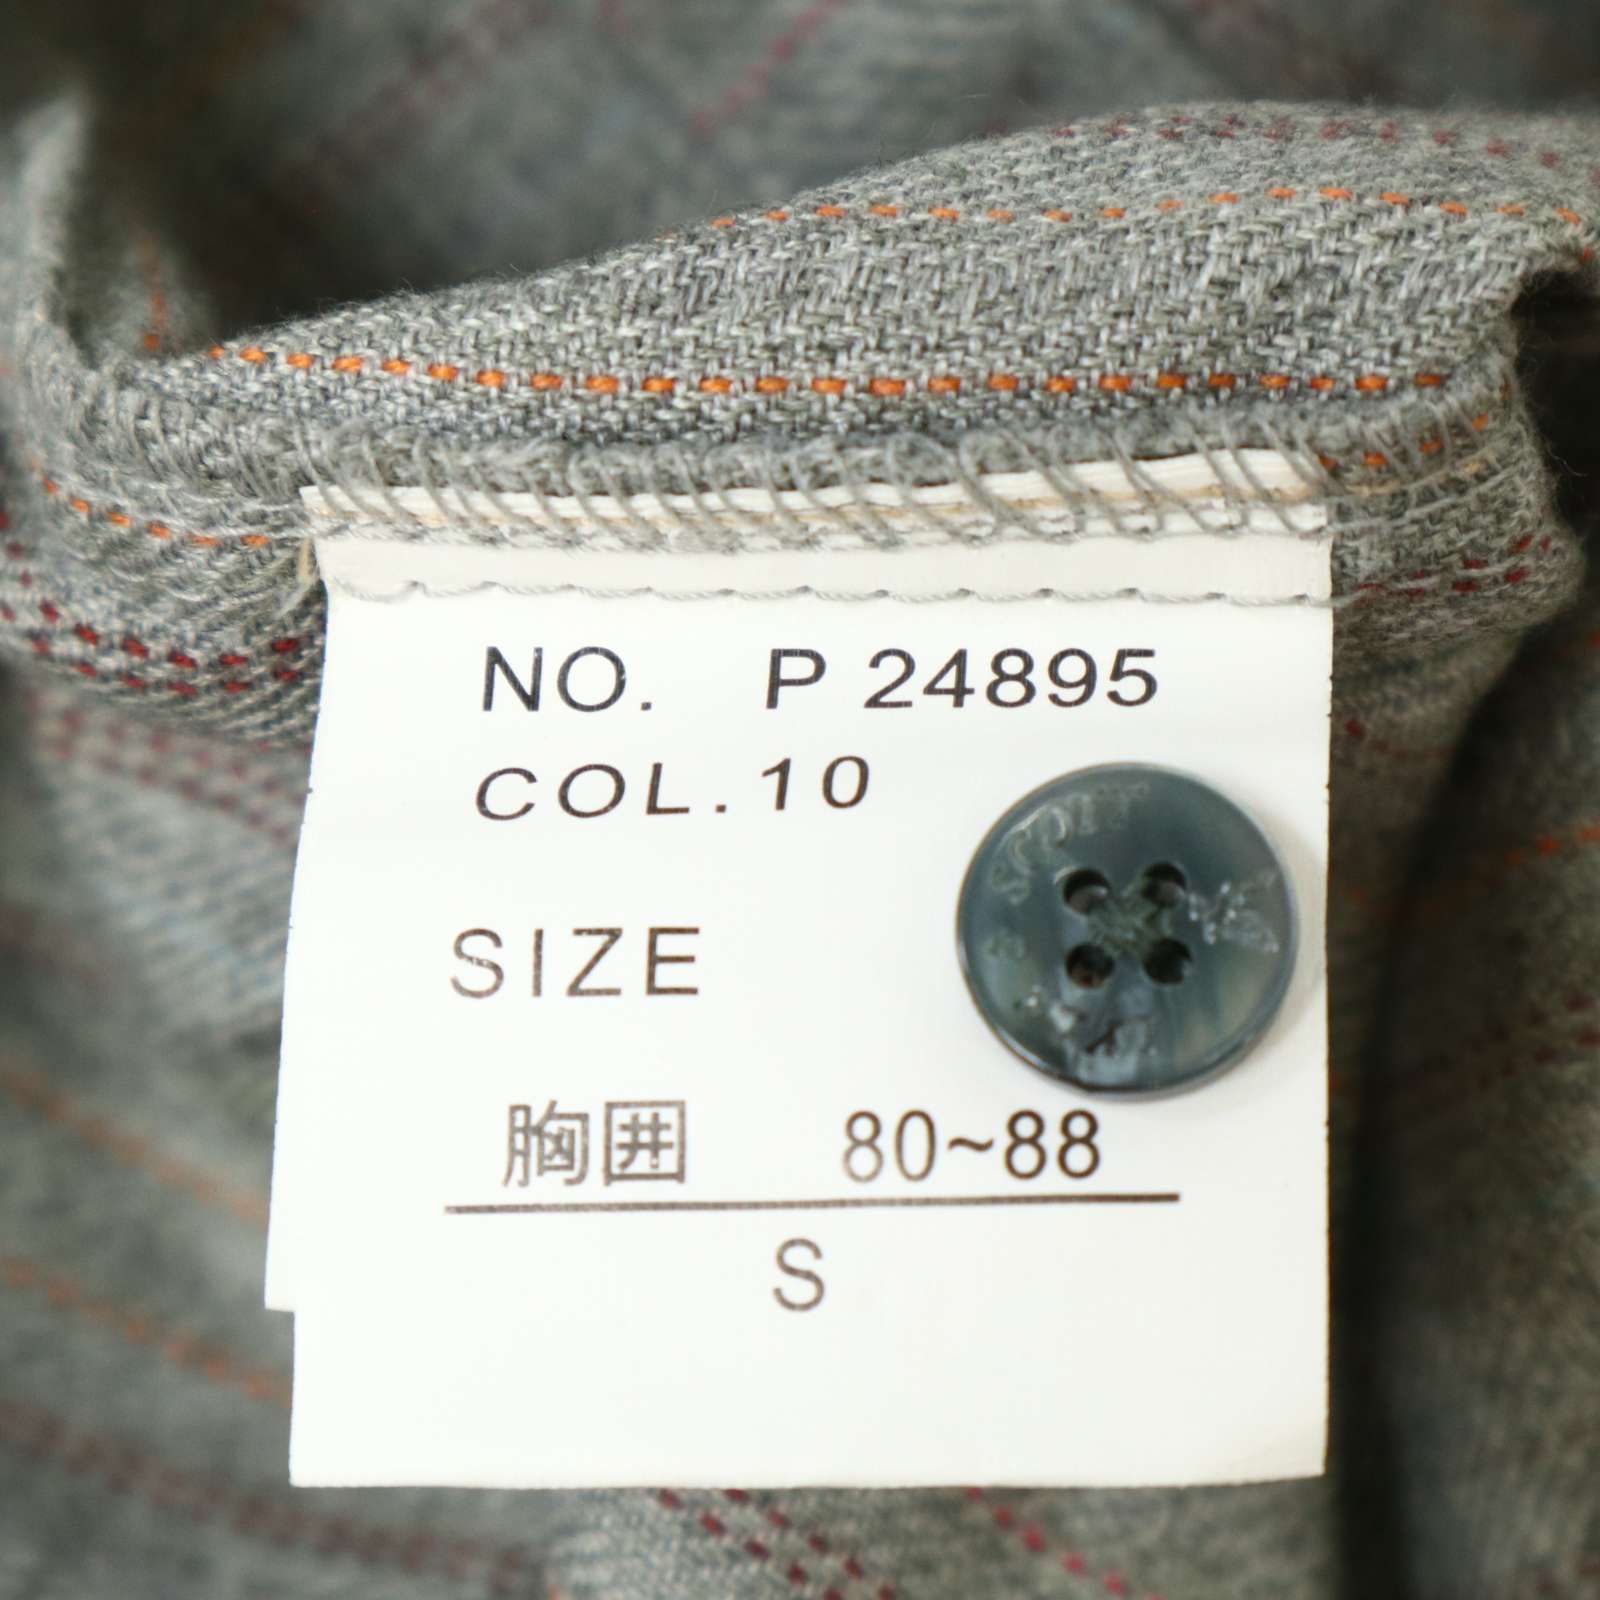 NO. P 24895
COL.10
SIZE
胸囲 80~88
S